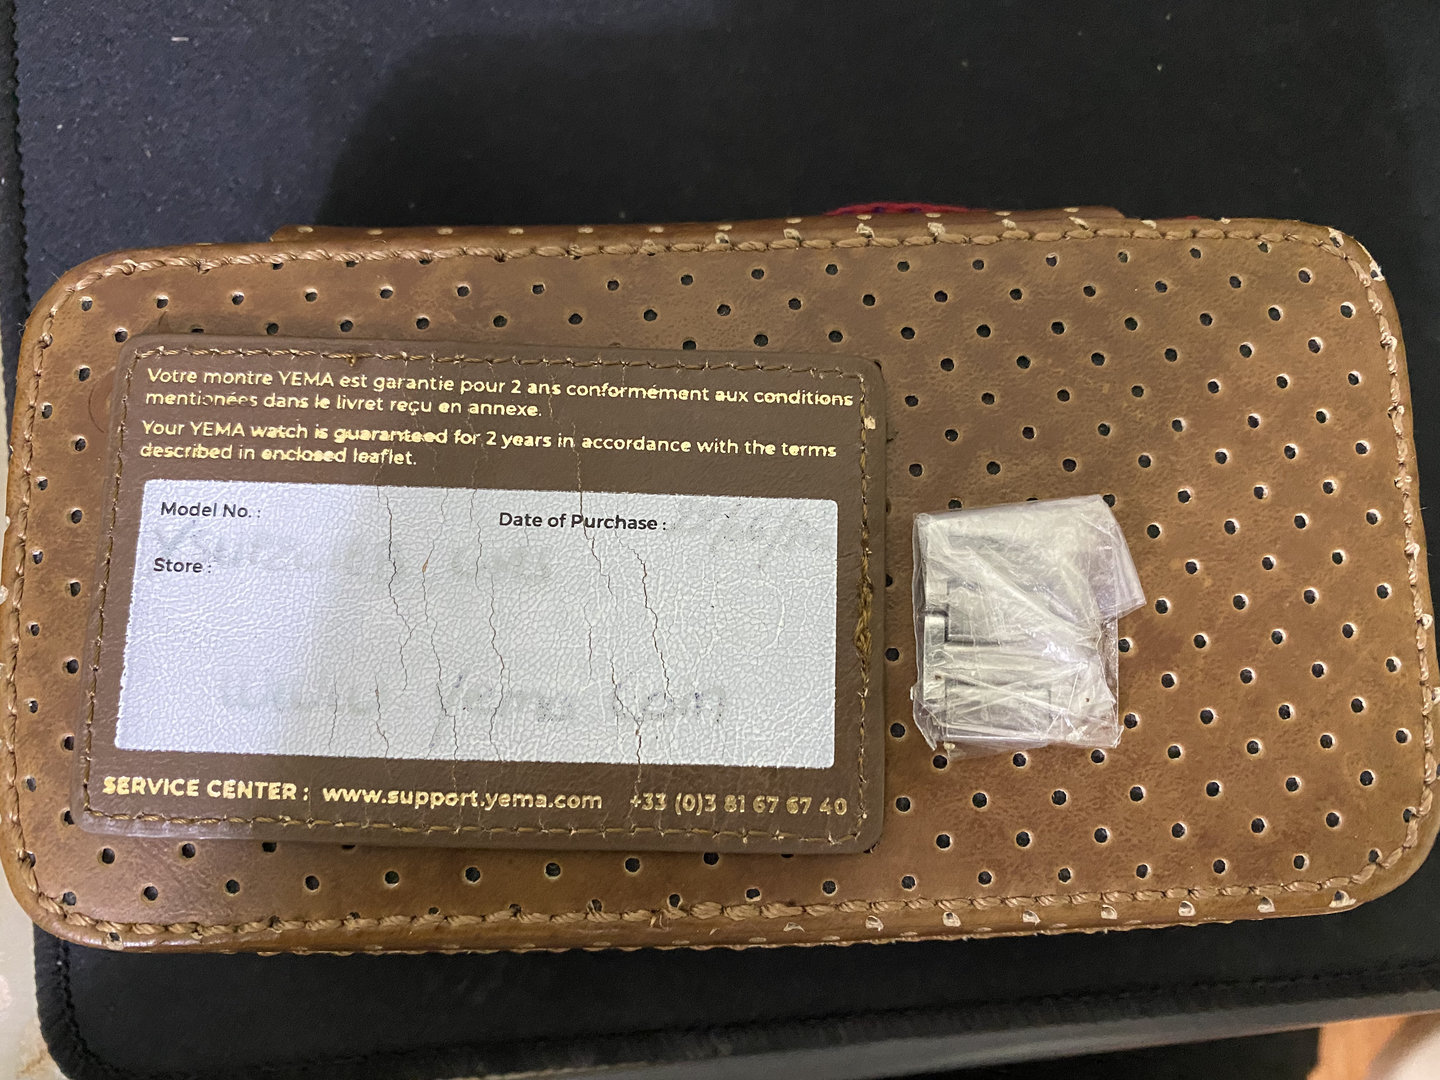 Votre montre YEMA est garantie pour 2 ans conformément aux conditions
mentionées dans le livret reçu en annexe.
Your YEMA watch is guaranteed for 2 years in accordance with the terms
described in enclosed leaflet.
Model No. : Date of Purchase :
Store :
Yema Com
SERVICE CENTER : www.support.yema.com +33 (0)3 81 67 67 40